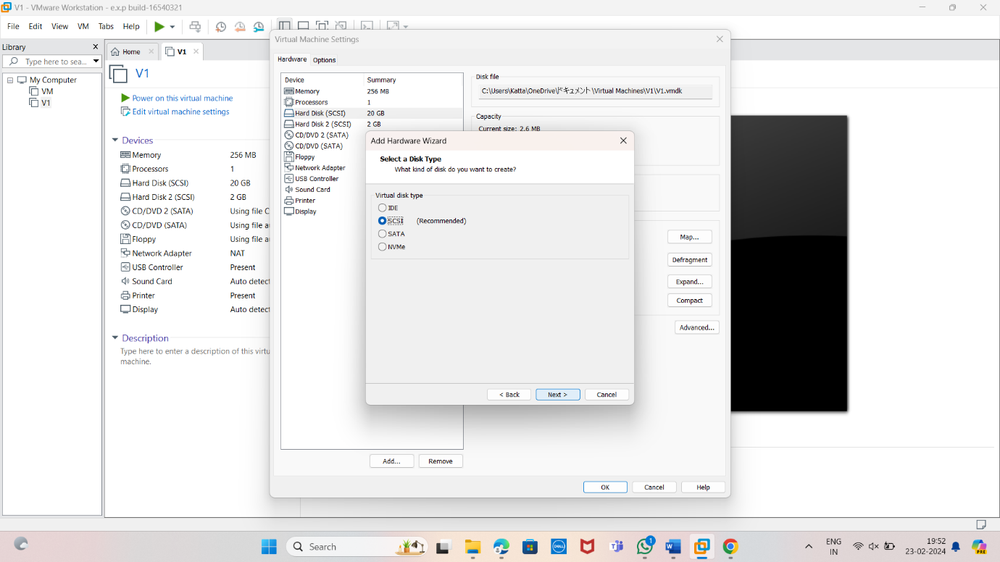 V1 - VMware Workstation - e.x.p build-16540321
File Edit View VM Tabs Help
Library
Type here to sea...
My Computer
VM
V1
Home
V1
V1
Power on this virtual machine
Edit virtual machine settings
Devices
Memory 256 MB
Processors 1
Hard Disk (SCSI) 20 GB
Hard Disk 2 (SCSI) 2 GB
CD/DVD 2 (SATA) Using file C
CD/DVD (SATA) Using file a
Floppy Using file a
Network Adapter NAT
USB Controller Present
Sound Card Auto detect
Printer Present
Display Auto detect
Description
Type here to enter a description of this virtu
machine.
Virtual Machine Settings
Hardware Options
Device Summary
Memory 256 MB
Processors 1
Hard Disk (SCSI) 20 GB
Hard Disk 2 (SCSI) 2 GB
CD/DVD 2 (SATA)
CD/DVD (SATA)
Floppy
Network Adapter
USB Controller
Sound Card
Printer
Display
Add... Remove
Disk file
C:\Users\Katta\OneDrive\ドキュメント\Virtual Machines\V1\V1.vmdk
Capacity
Current size: 2.6 MB
Map...
Defragment
Expand...
Compact
Advanced...
OK Cancel Help
Add Hardware Wizard
Select a Disk Type
What kind of disk do you want to create?
Virtual disk type
IDE
SCSI (Recommended)
SATA
NVMe
< Back Next > Cancel
Search
DELL
1
ENG
IN
19:52
23-02-2024
PRE